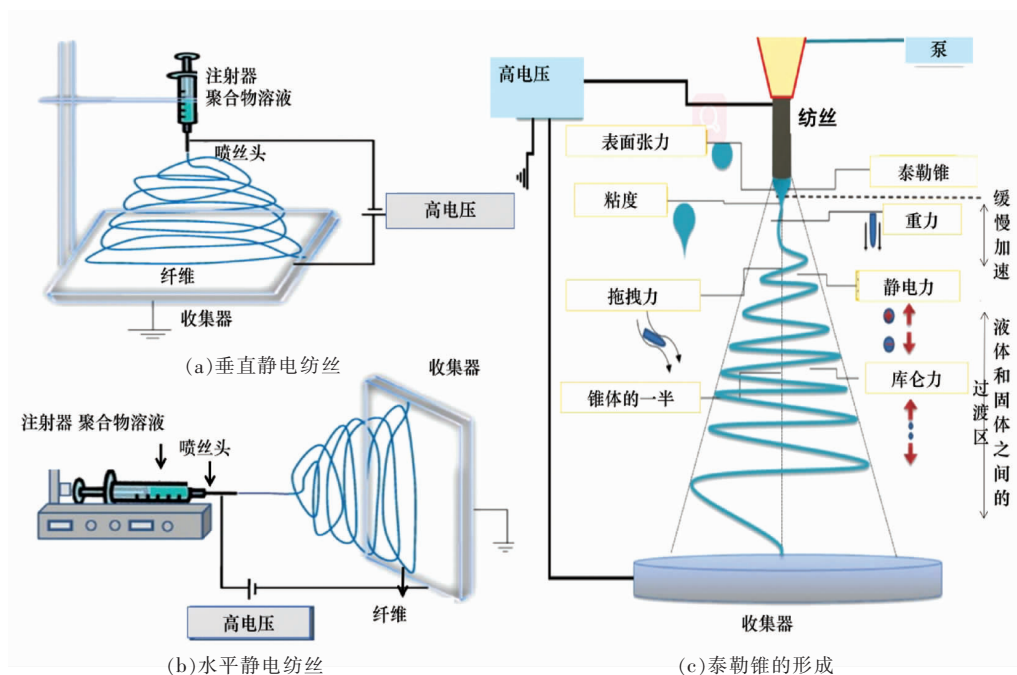 注射器
聚合物溶液
喷丝头
高电压
纤维
收集器
(a)垂直静电纺丝
收集器
注射器 聚合物溶液
喷丝头
纤维
高电压
(b)水平静电纺丝
泵
高电压
纺丝
表面张力
泰勒锥
粘度
重力
缓慢加速
拖拽力
静电力
锥体的一半
库仑力
液体和固体之间的
过渡区
收集器
(c)泰勒锥的形成